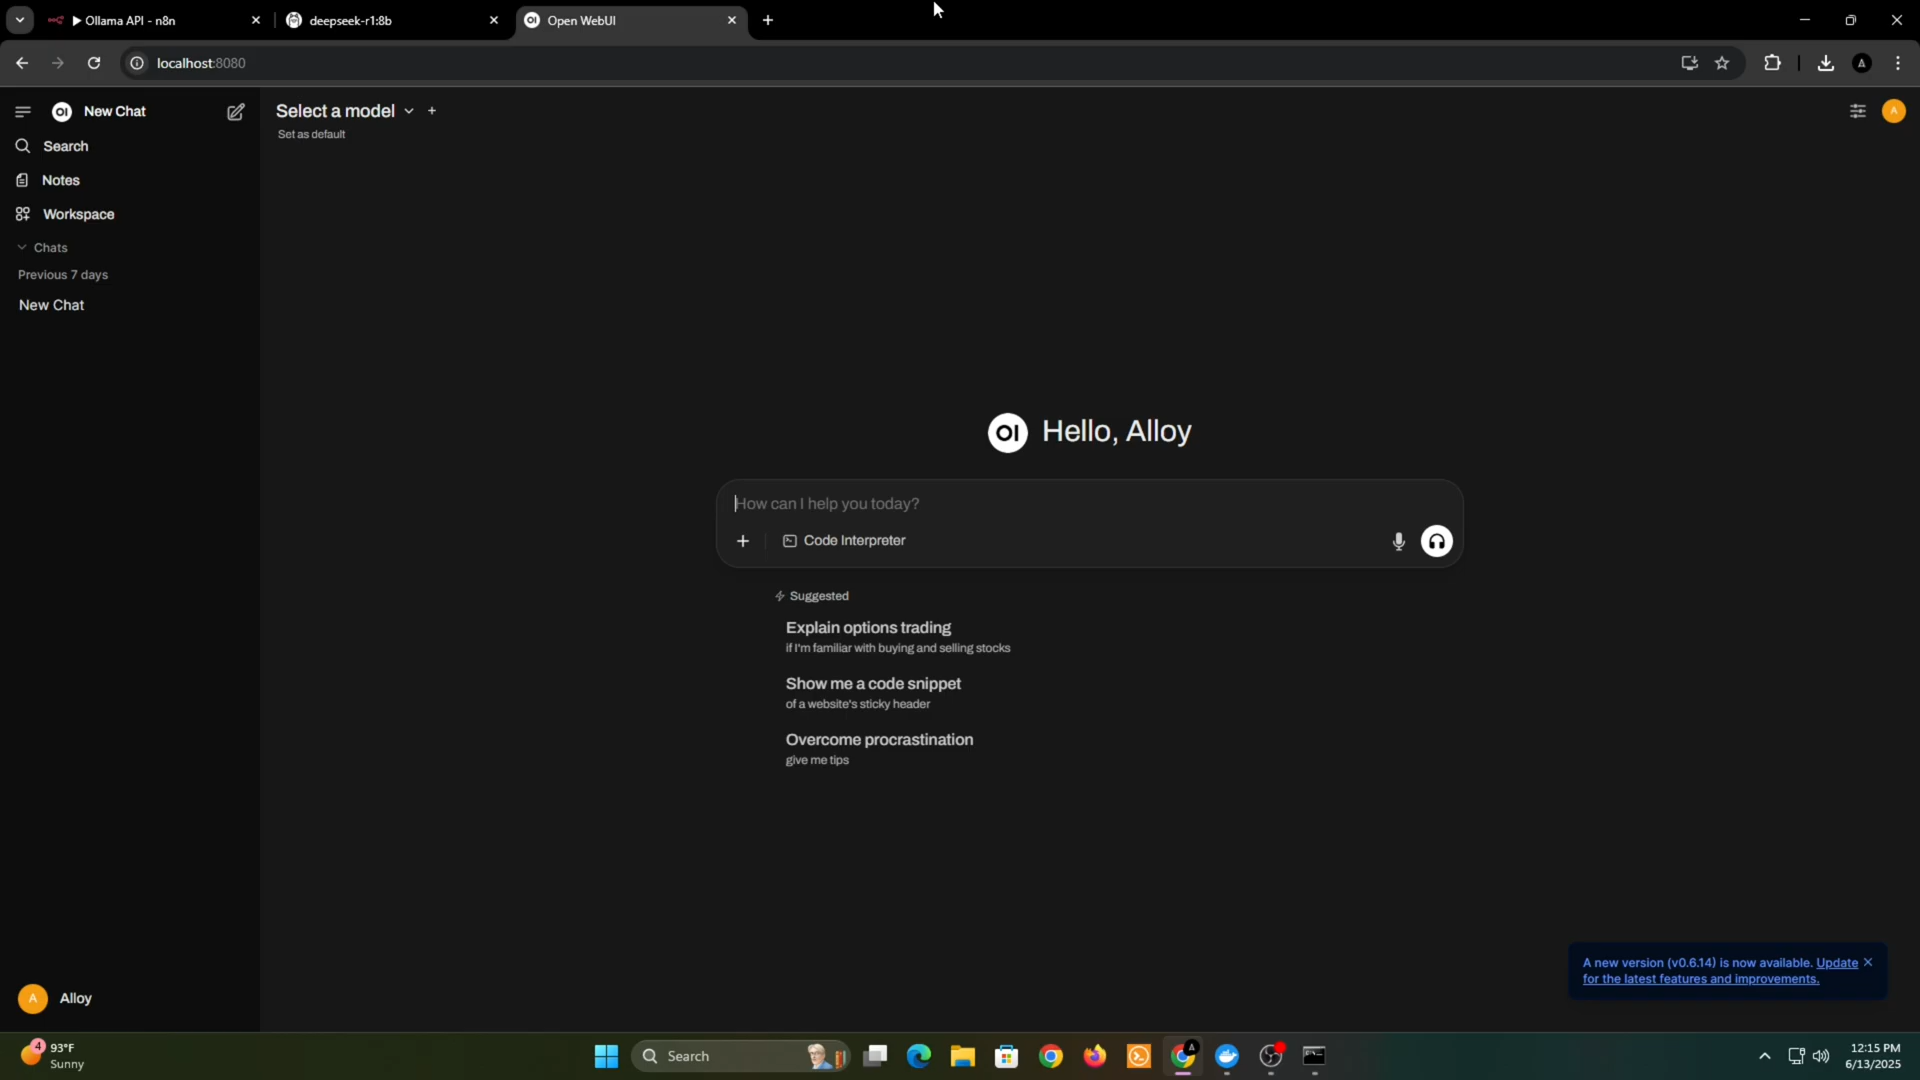 ▶ Ollama API - n8n
deepseek-r1:8b
OI
Open WebUI
localhost:8080
A
OI
New Chat
Search
Notes
Workspace
Chats
Previous 7 days
New Chat
Select a model
Set as default
A
OI
Hello, Alloy
How can I help you today?
Code Interpreter
Suggested
Explain options trading
if I'm familiar with buying and selling stocks
Show me a code snippet
of a website's sticky header
Overcome procrastination
give me tips
A new version (v0.6.14) is now available. Update
for the latest features and improvements.
A
Alloy
4
93°F
Sunny
Search
A
12:15 PM
6/13/2025